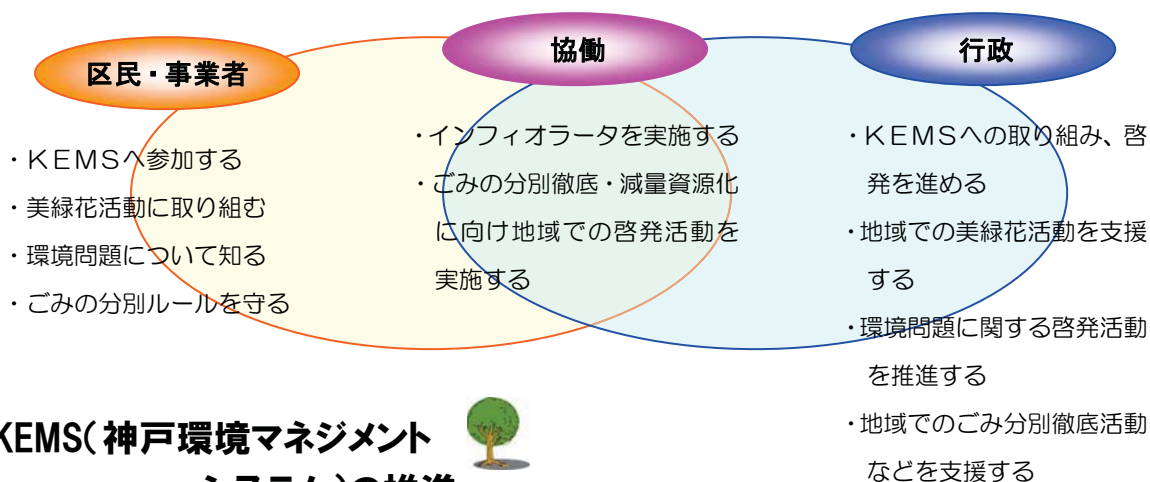 区民・事業者
・KEMSへ参加する
・美緑花活動に取り組む
・環境問題について知る
・ごみの分別ルールを守る
協働
・インフィオラータを実施する
・ごみの分別徹底・減量資源化
に向け地域での啓発活動を
実施する
行政
・KEMSへの取り組み、啓
発を進める
・地域での美緑花活動を支援
する
・環境問題に関する啓発活動
を推進する
・地域でのごみ分別徹底活動
などを支援する
KEMS(神戸環境マネジメント
システム)の推進